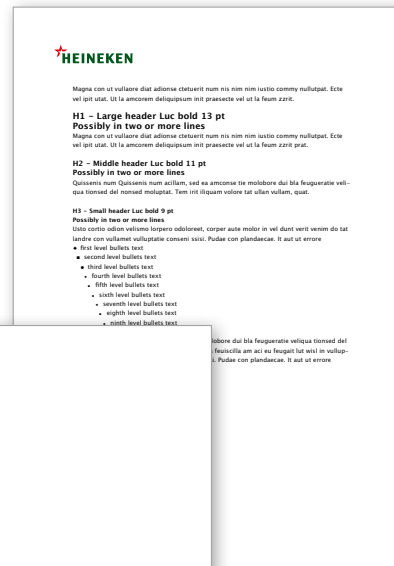 HEINEKEN
Magna con ut vullaore diat adionse ctetuerit num nis nim nim iustio commy nullutpat. Ecte
vel ipit utat. Ut la amcorem deliquipsum init praesecte vel ut la feum zzrit.
H1 – Large header Luc bold 13 pt
Possibly in two or more lines
Magna con ut vullaore diat adionse ctetuerit num nis nim nim iustio commy nullutpat. Ecte
vel ipit utat. Ut la amcorem deliquipsum init praesecte vel ut la feum zzrit prat.
H2 – Middle header Luc bold 11 pt
Possibly in two or more lines
Quissenis num Quissenis num acillam, sed ea amconse tie molobore dui bla feugueratie veli-
qua tionsed del nonsed moluptat. Tem irit iliquam volore tat ullan vullam, quat.
H3 – Small header Luc bold 9 pt
Possibly in two or more lines
Usto cortio odion velismo lorpero odoloreet, corper aute molor in vel dunt verit venim do tat
landre con vullamet vulluptatie conseni ssisi. Pudae con plandaecae. It aut ut errore
• first level bullets text
• second level bullets text
• third level bullets text
• fourth level bullets text
• fifth level bullets text
• sixth level bullets text
• seventh level bullets text
• eighth level bullets text
• ninth level bullets text
lobore dui bla feugueratie veliqua tionsed del
feuiscilla am aci eu feugait lut wisl in vullup-
si. Pudae con plandaecae. It aut ut errore